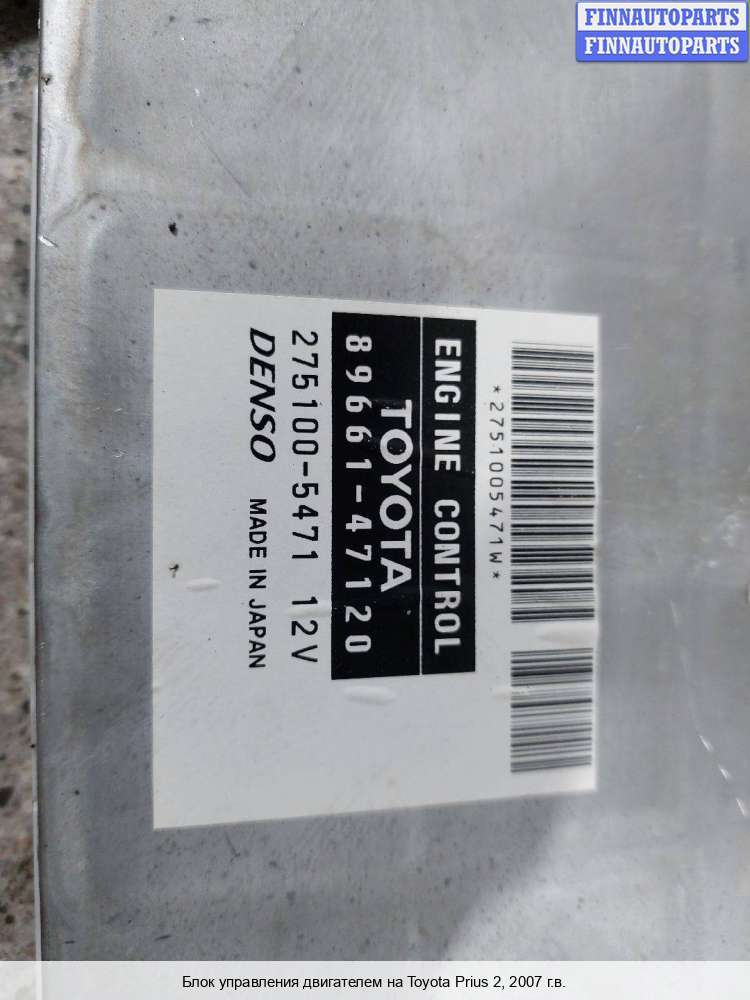 FINNAUTOPARTS
FINNAUTOPARTS
*2751005471W*
ENGINE CONTROL
TOYOTA
89661-47120
275100-5471 12V
DENSO MADE IN JAPAN
Блок управления двигателем на Toyota Prius 2, 2007 г.в.